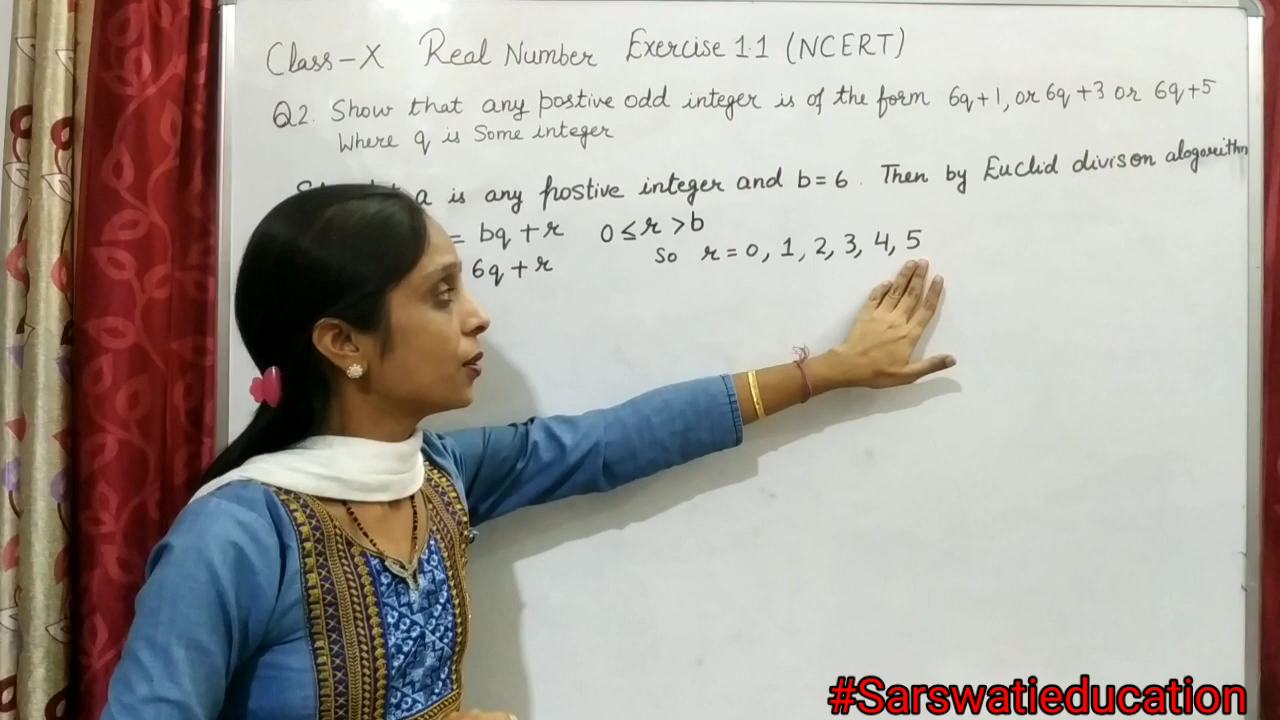 Class-X Real Number Exercise 1.1 (NCERT)
Q2. Show that any postive odd integer is of the form 6q+1, or 6q+3 or 6q+5
Where q is Some integer
a is any postive integer and b=6. Then by Euclid divison alogorithm
= bq+r 0≤r>b
6q+r So r=0, 1, 2, 3, 4, 5
#Sarswatieducation